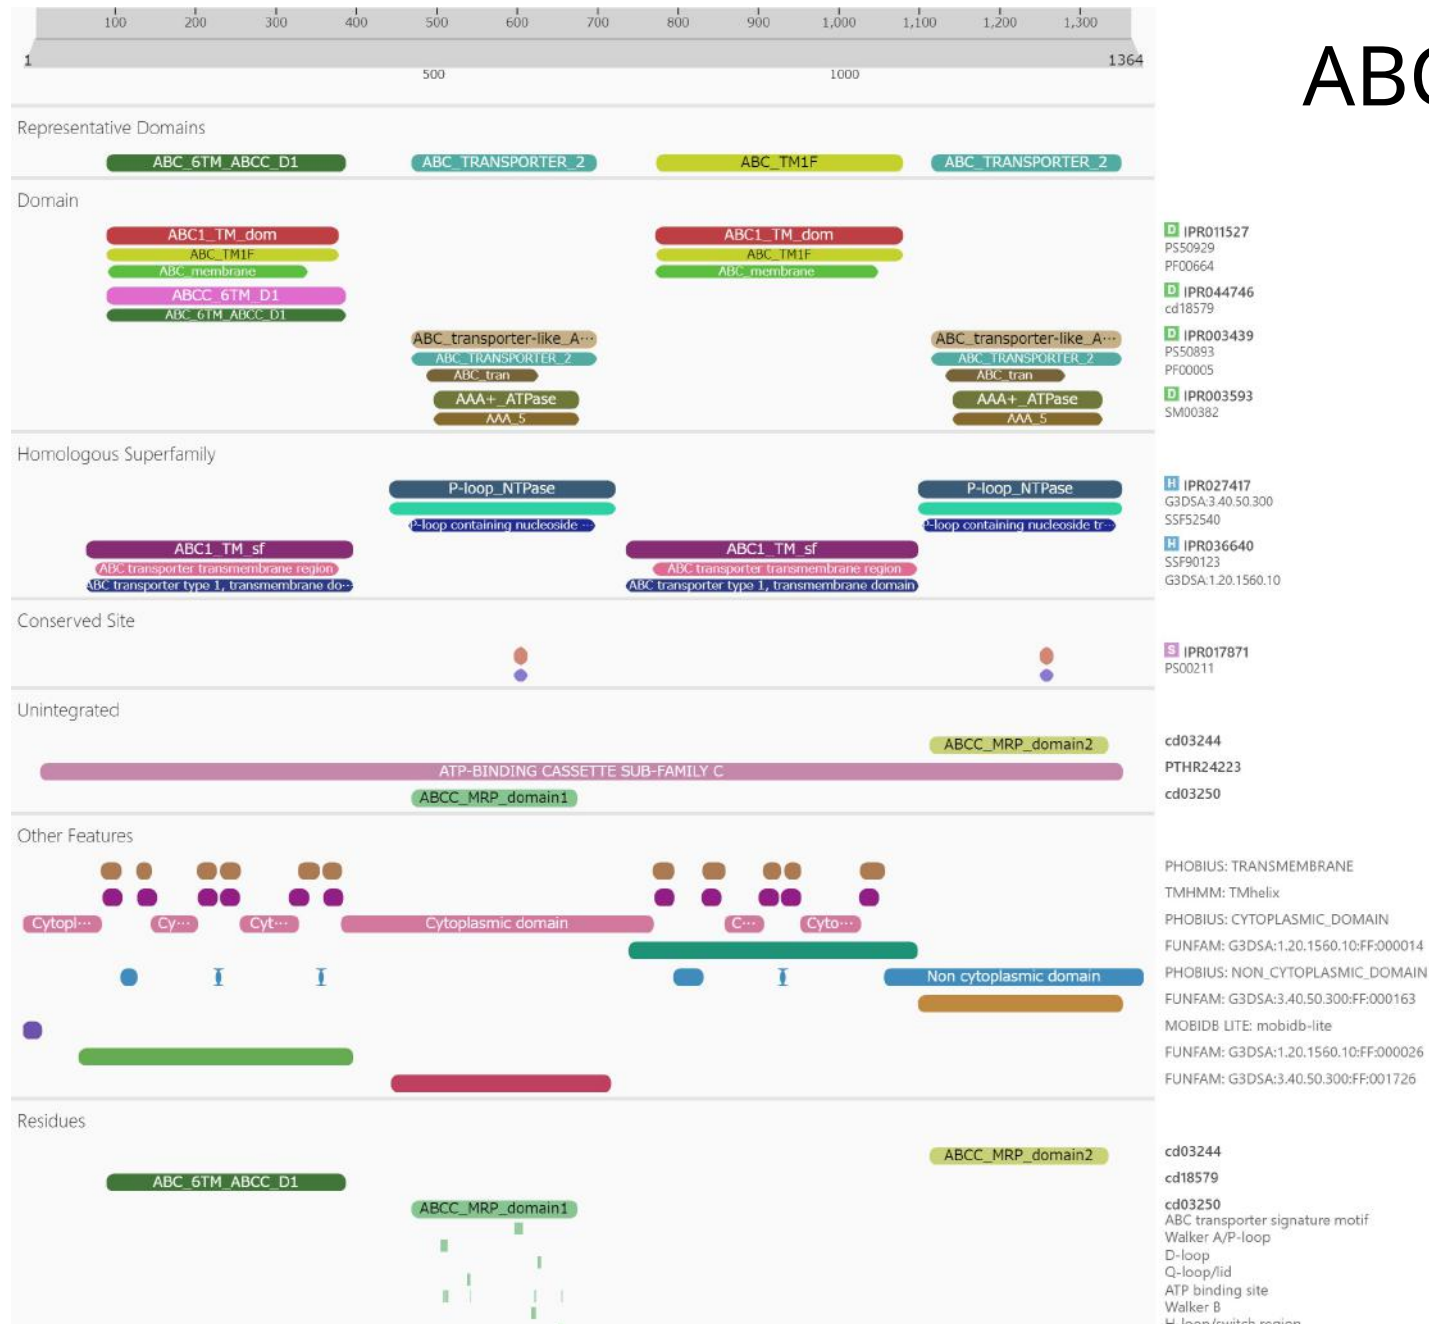 100 200 300 400 500 600 700 800 900 1,000 1,100 1,200 1,300
1 1364
500 1000
ABC
Representative Domains
ABC_6TM_ABCC_D1 ABC_TRANSPORTER_2 ABC_TM1F ABC_TRANSPORTER_2
Domain
ABC1_TM_dom ABC1_TM_dom D IPR011527
ABC_TM1F ABC_TM1F PS50929
ABC_membrane ABC_membrane PF00664
ABCC_6TM_D1 D IPR044746
ABC_6TM_ABCC_D1 cd18579
ABC_transporter-like_A··· ABC_transporter-like_A··· D IPR003439
ABC_TRANSPORTER_2 ABC_TRANSPORTER_2 PS50893
ABC_tran ABC_tran PF00005
AAA+_ATPase AAA+_ATPase D IPR003593
AAA_5 AAA_5 SM00382
Homologous Superfamily
P-loop_NTPase P-loop_NTPase H IPR027417
G3DSA:3.40.50.300
P-loop containing nucleoside ··· P-loop containing nucleoside tr··· SSF52540
ABC1_TM_sf ABC1_TM_sf H IPR036640
ABC transporter transmembrane region ABC transporter transmembrane region SSF90123
ABC transporter type 1, transmembrane do··· ABC transporter type 1, transmembrane domain G3DSA:1.20.1560.10
Conserved Site
S IPR017871
PS00211
Unintegrated
ABCC_MRP_domain2 cd03244
ATP-BINDING CASSETTE SUB-FAMILY C PTHR24223
ABCC_MRP_domain1 cd03250
Other Features
PHOBIUS: TRANSMEMBRANE
TMHMM: TMhelix
Cytopl··· Cy··· Cyt··· Cytoplasmic domain C··· Cyto··· PHOBIUS: CYTOPLASMIC_DOMAIN
FUNFAM: G3DSA:1.20.1560.10:FF:000014
Non cytoplasmic domain PHOBIUS: NON_CYTOPLASMIC_DOMAIN
FUNFAM: G3DSA:3.40.50.300:FF:000163
MOBIDB LITE: mobidb-lite
FUNFAM: G3DSA:1.20.1560.10:FF:000026
FUNFAM: G3DSA:3.40.50.300:FF:001726
Residues
ABCC_MRP_domain2 cd03244
ABC_6TM_ABCC_D1 cd18579
ABCC_MRP_domain1 cd03250
ABC transporter signature motif
Walker A/P-loop
D-loop
Q-loop/lid
ATP binding site
Walker B
H-loop/switch region